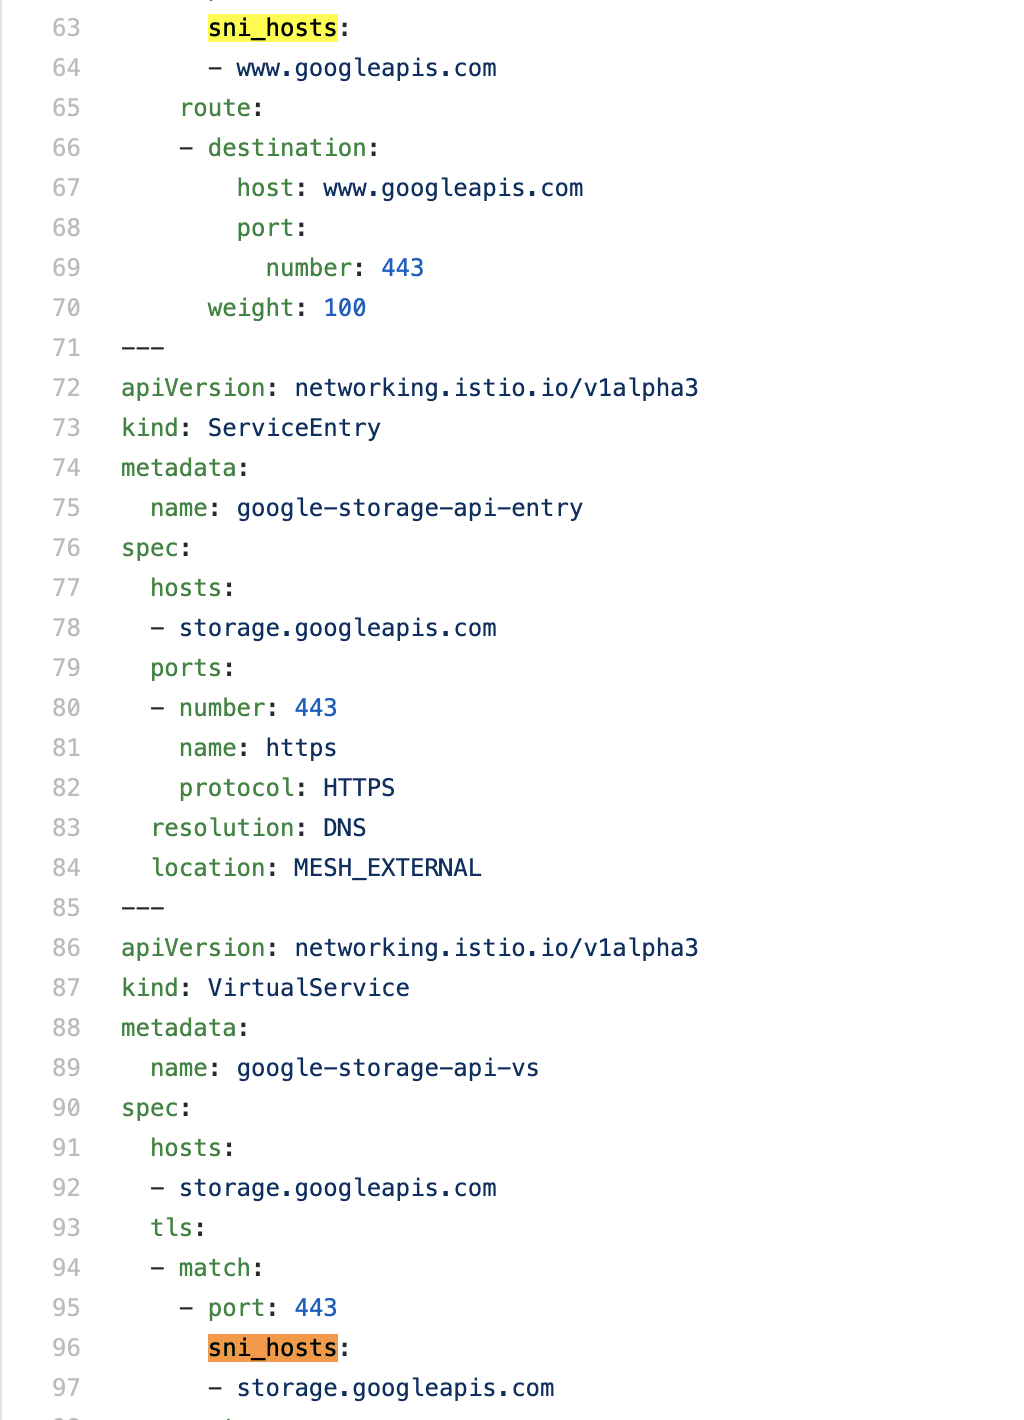 63 sni_hosts:
64 - www.googleapis.com
65 route:
66 - destination:
67 host: www.googleapis.com
68 port:
69 number: 443
70 weight: 100
71 ---
72 apiVersion: networking.istio.io/v1alpha3
73 kind: ServiceEntry
74 metadata:
75 name: google-storage-api-entry
76 spec:
77 hosts:
78 - storage.googleapis.com
79 ports:
80 - number: 443
81 name: https
82 protocol: HTTPS
83 resolution: DNS
84 location: MESH_EXTERNAL
85 ---
86 apiVersion: networking.istio.io/v1alpha3
87 kind: VirtualService
88 metadata:
89 name: google-storage-api-vs
90 spec:
91 hosts:
92 - storage.googleapis.com
93 tls:
94 - match:
95 - port: 443
96 sni_hosts:
97 - storage.googleapis.com